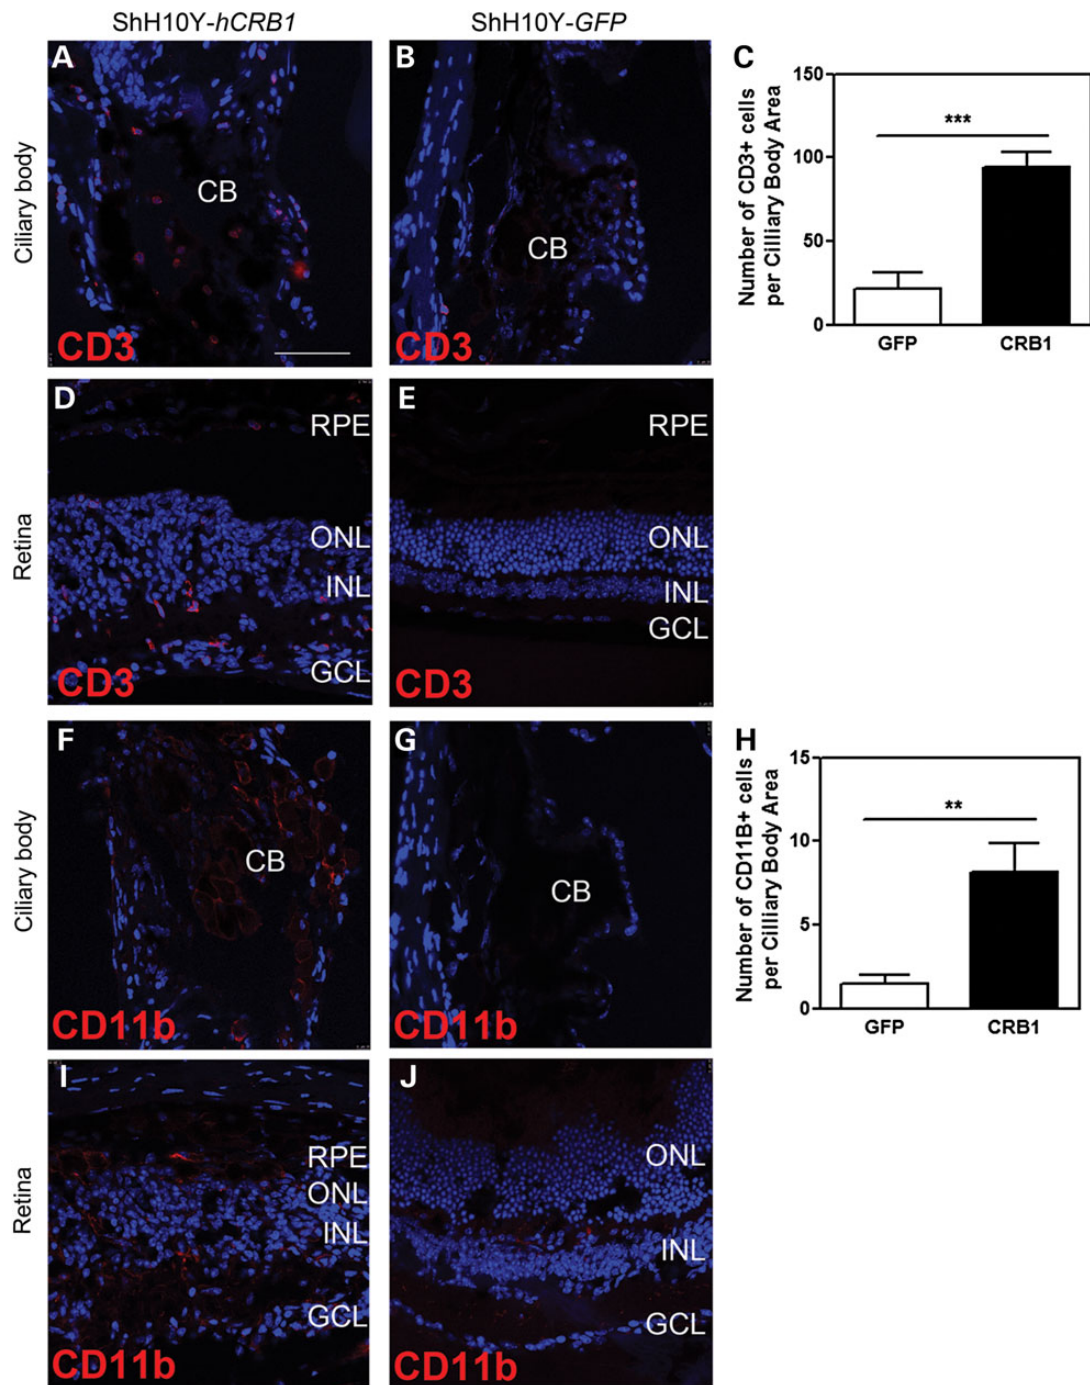 ShH10Y-hCRB1
ShH10Y-GFP
Ciliary body
A
CB
CD3
B
CB
CD3
C
Number of CD3+ cells
per Cilliary Body Area
150
100
50
0
***
GFP
CRB1
Retina
D
RPE
ONL
INL
GCL
CD3
E
RPE
ONL
INL
GCL
CD3
Ciliary body
F
CB
CD11b
G
CB
CD11b
H
Number of CD11B+ cells
per Cilliary Body Area
15
10
5
0
**
GFP
CRB1
Retina
I
RPE
ONL
INL
GCL
CD11b
J
ONL
INL
GCL
CD11b